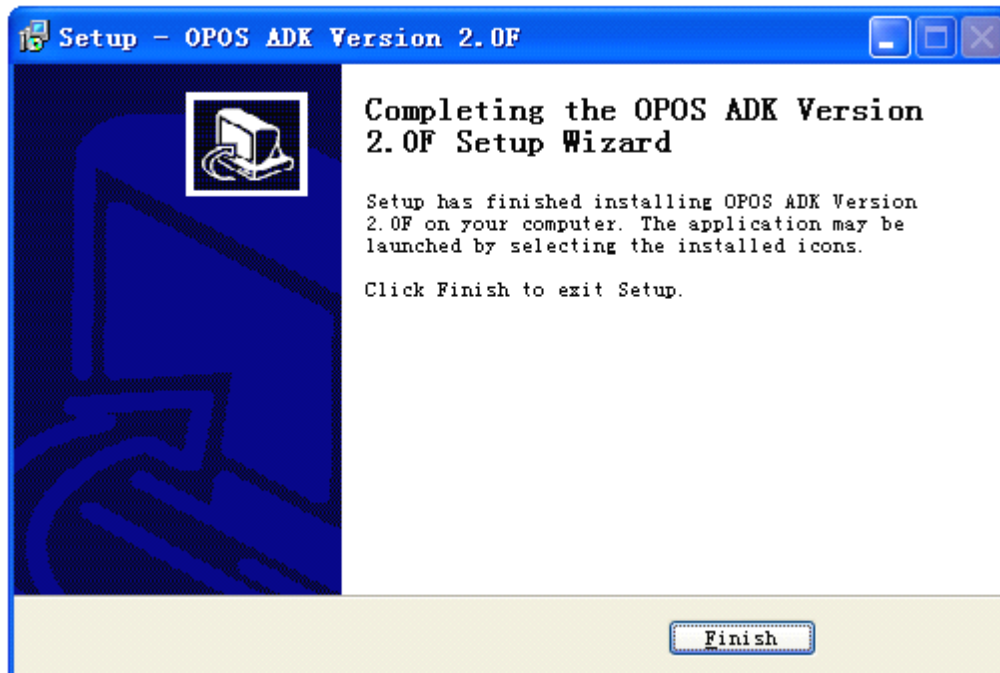 Setup - OPOS ADK Version 2.0F
Completing the OPOS ADK Version
2.0F Setup Wizard
Setup has finished installing OPOS ADK Version
2.0F on your computer. The application may be
launched by selecting the installed icons.
Click Finish to exit Setup.
Finish